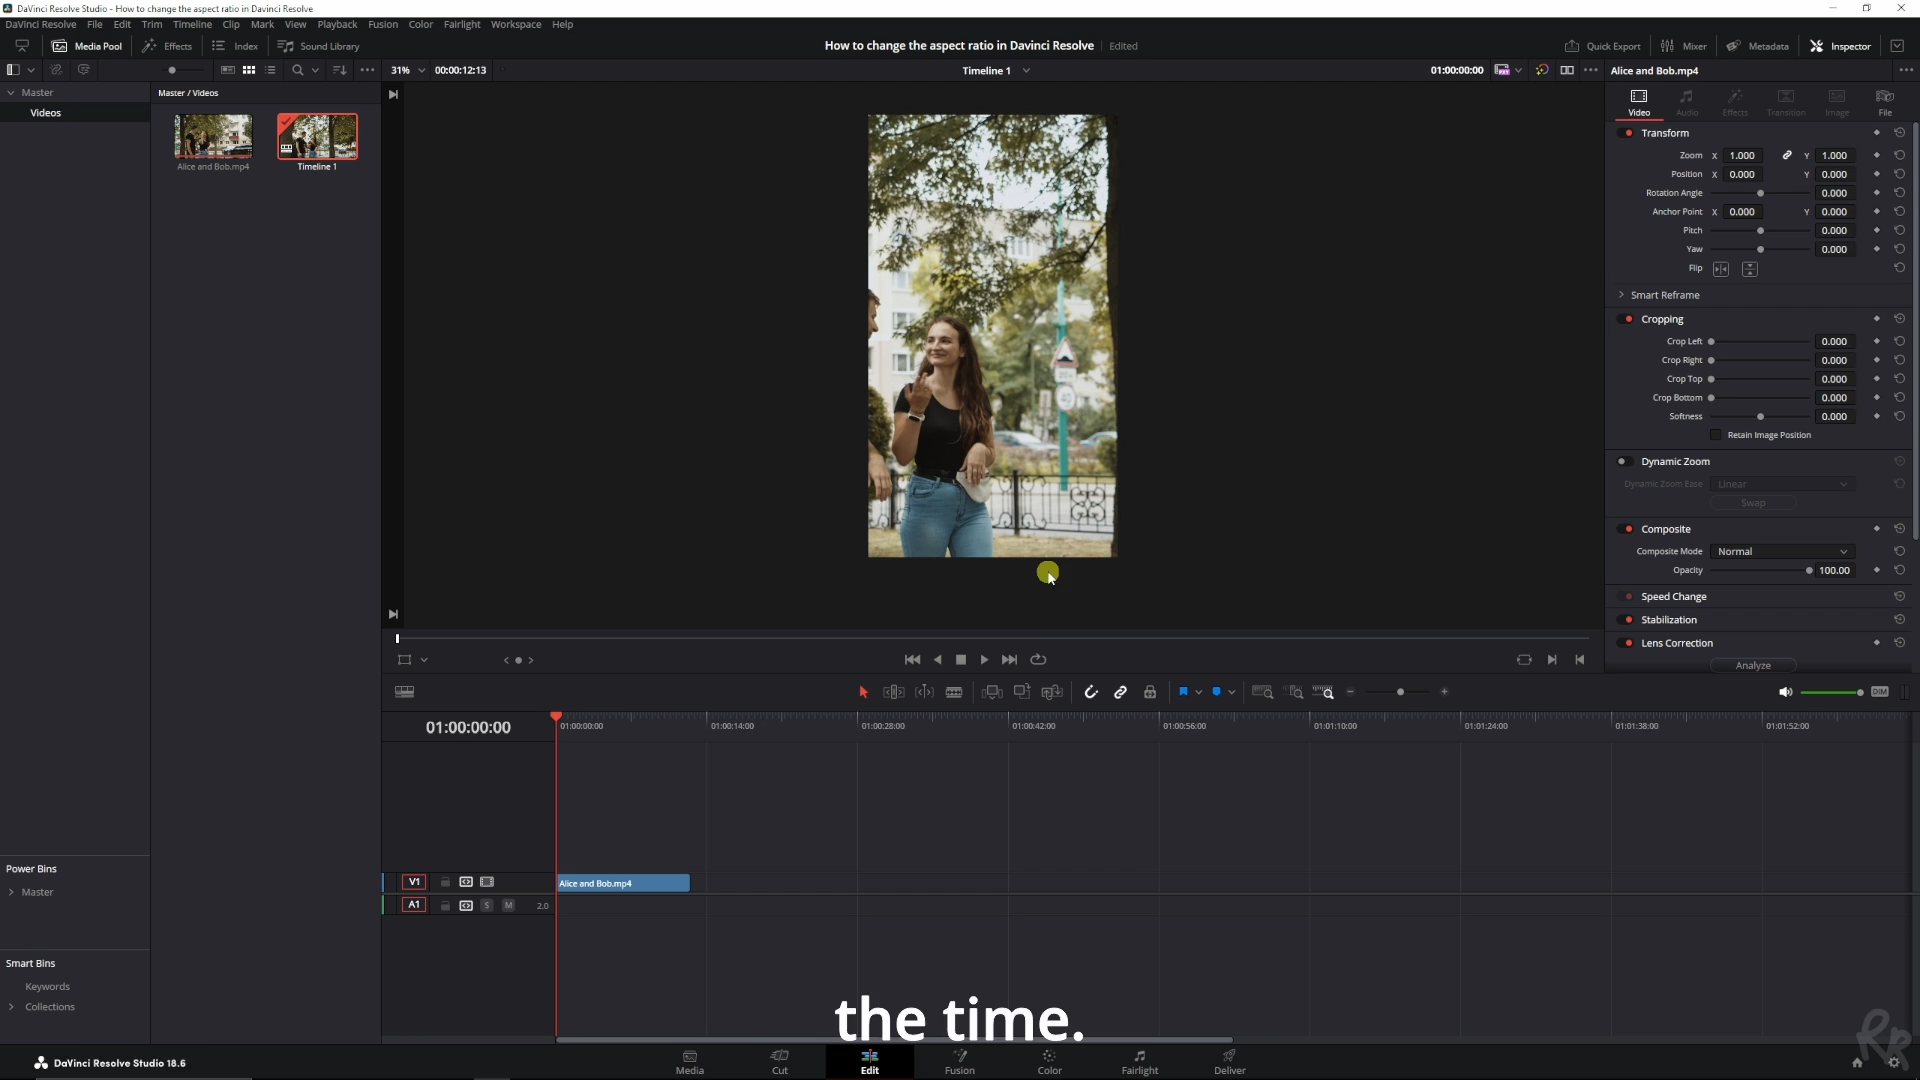 DaVinci Resolve Studio - How to change the aspect ratio in Davinci Resolve
DaVinci Resolve File Edit Trim Timeline Clip Mark View Playback Fusion Color Fairlight Workspace Help
Media Pool Effects Index Sound Library How to change the aspect ratio in Davinci Resolve Edited Quick Export Mixer Metadata Inspector
31% 00:00:12:13 Timeline 1 01:00:00:00 Alice and Bob.mp4
Master Master / Videos
Videos
Alice and Bob.mp4 Timeline 1
Video Audio Effects Transition Image File
Transform
Zoom X 1.000 Y 1.000
Position X 0.000 Y 0.000
Rotation Angle 0.000
Anchor Point X 0.000 Y 0.000
Pitch 0.000
Yaw 0.000
Flip
Smart Reframe
Cropping
Crop Left 0.000
Crop Right 0.000
Crop Top 0.000
Crop Bottom 0.000
Softness 0.000
Retain Image Position
Dynamic Zoom
Dynamic Zoom Ease Linear
Swap
Composite
Composite Mode Normal
Opacity 100.00
Speed Change
Stabilization
Lens Correction
Analyze
40
DIM
01:00:00:00 01:00:00:00 01:00:14:00 01:00:28:00 01:00:42:00 01:00:56:00 01:01:10:00 01:01:24:00 01:01:38:00 01:01:52:00
Power Bins
Master
V1 Alice and Bob.mp4
A1 S M 2.0
Smart Bins
Keywords
Collections
the time.
DaVinci Resolve Studio 18.6
Media Cut Edit Fusion Color Fairlight Deliver